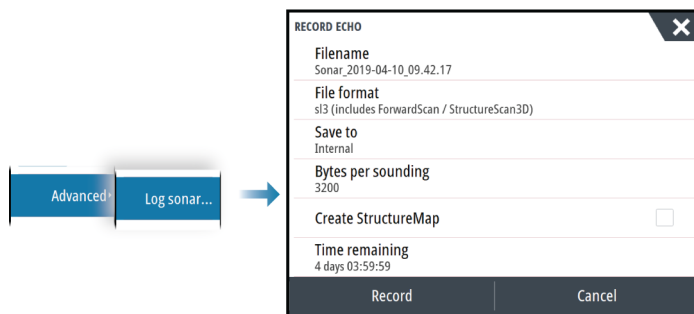 Advanced
Log sonar...
RECORD ECHO
Filename
Sonar_2019-04-10_09.42.17
File format
sl3 (includes ForwardScan / StructureScan3D)
Save to
Internal
Bytes per sounding
3200
Create StructureMap
Time remaining
4 days 03:59:59
Record Cancel